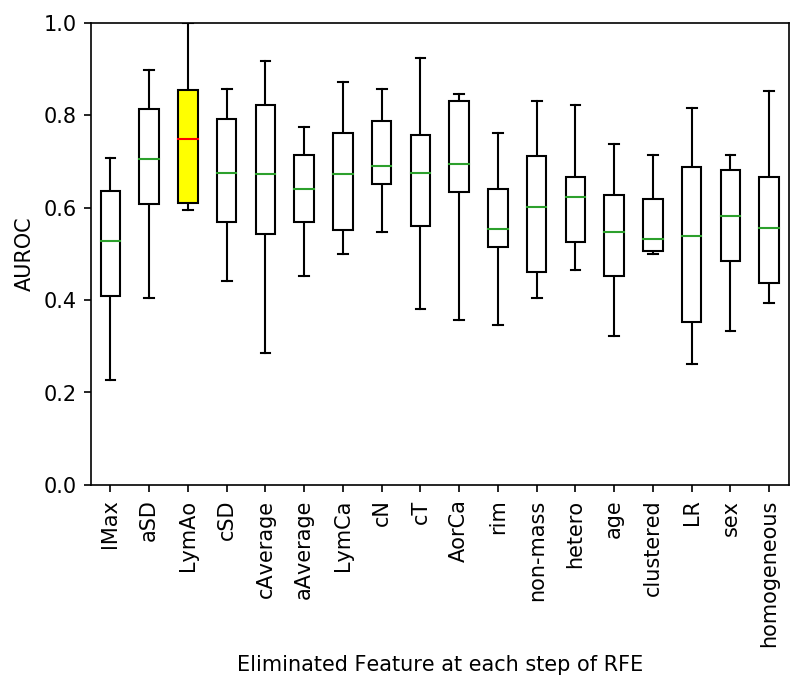 1.0
0.8
0.6
0.4
0.2
0.0
AUROC
lMax
aSD
LymAo
cSD
cAverage
aAverage
LymCa
cN
cT
AorCa
rim
non-mass
hetero
age
clustered
LR
sex
homogeneous
Eliminated Feature at each step of RFE